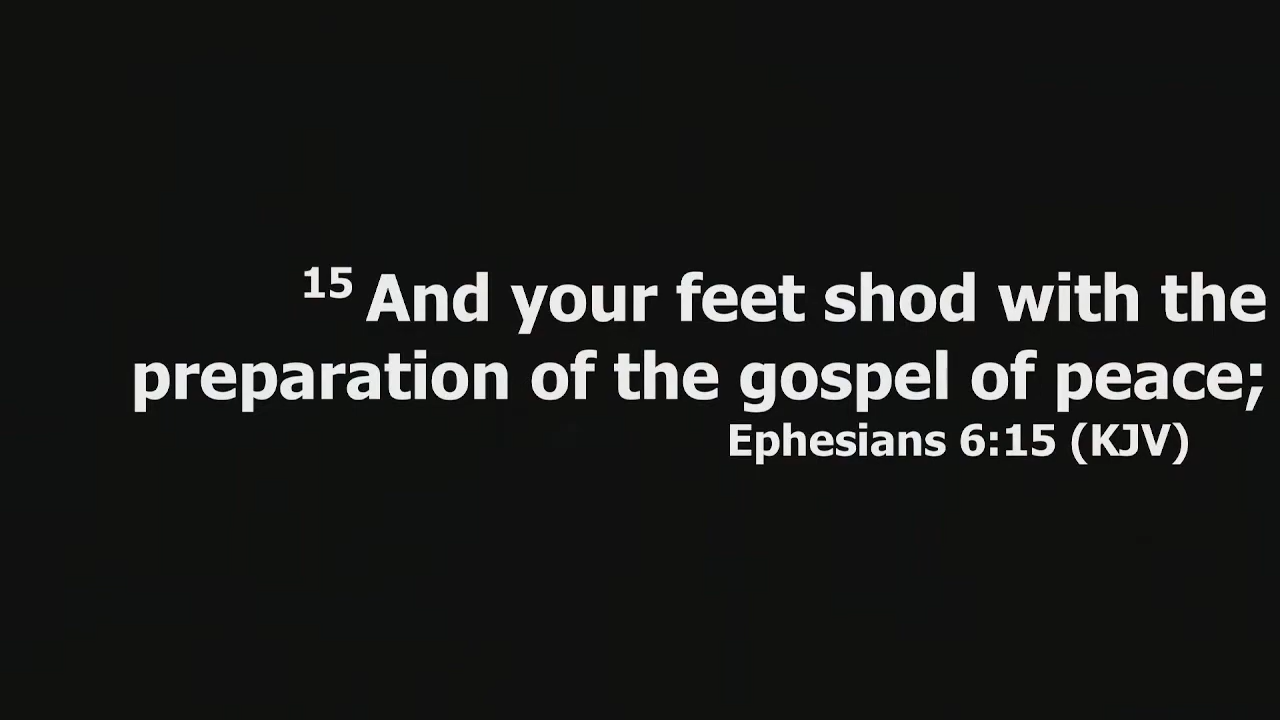 15 And your feet shod with the
preparation of the gospel of peace;
Ephesians 6:15 (KJV)